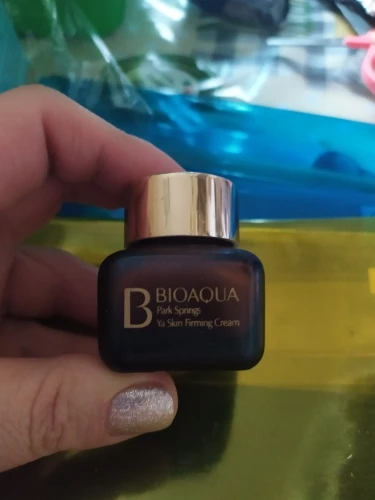 B BIOAQUA
Park Springs
Ya Skin Firming Cream